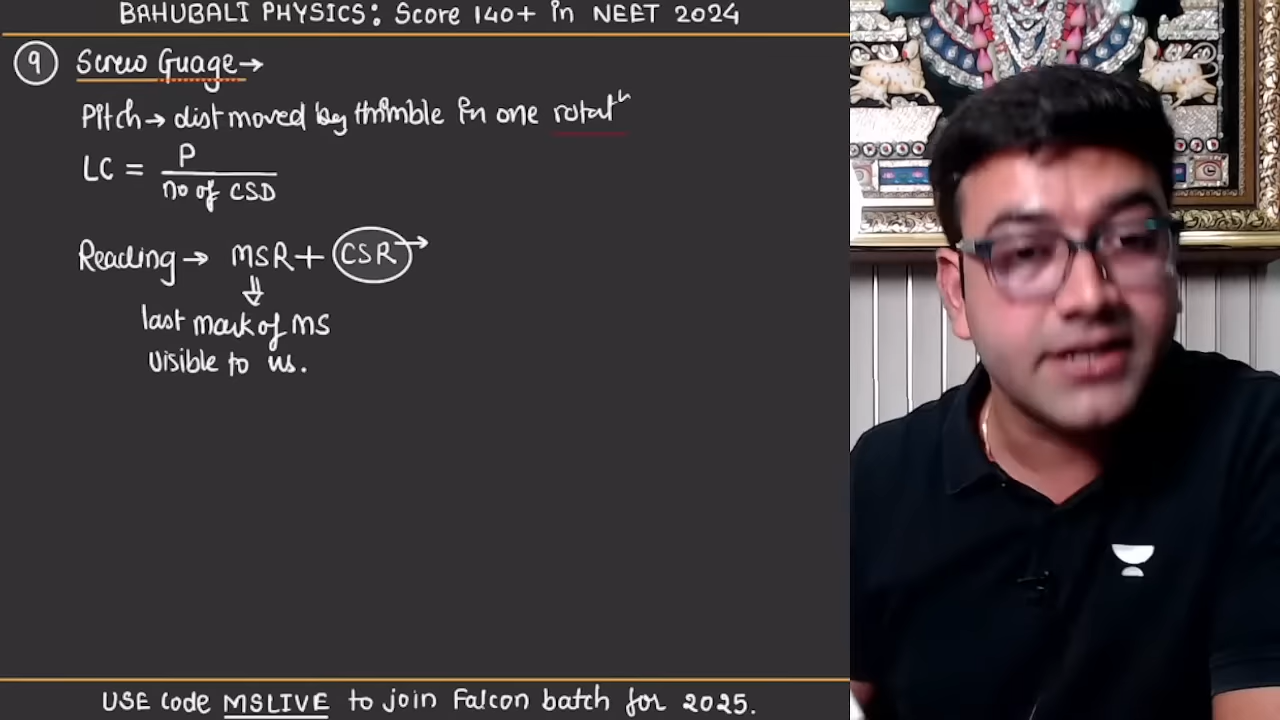 BAHUBALI PHYSICS: Score 140+ in NEET 2024
9 Screw Guage→
Pitch→ dist moved by thimble in one rotatⁿ
LC = P / no of CSD
Reading → MSR+ CSR→
⇓
last mark of MS
visible to us.
USE Code MSLIVE to join Falcon batch for 2025.